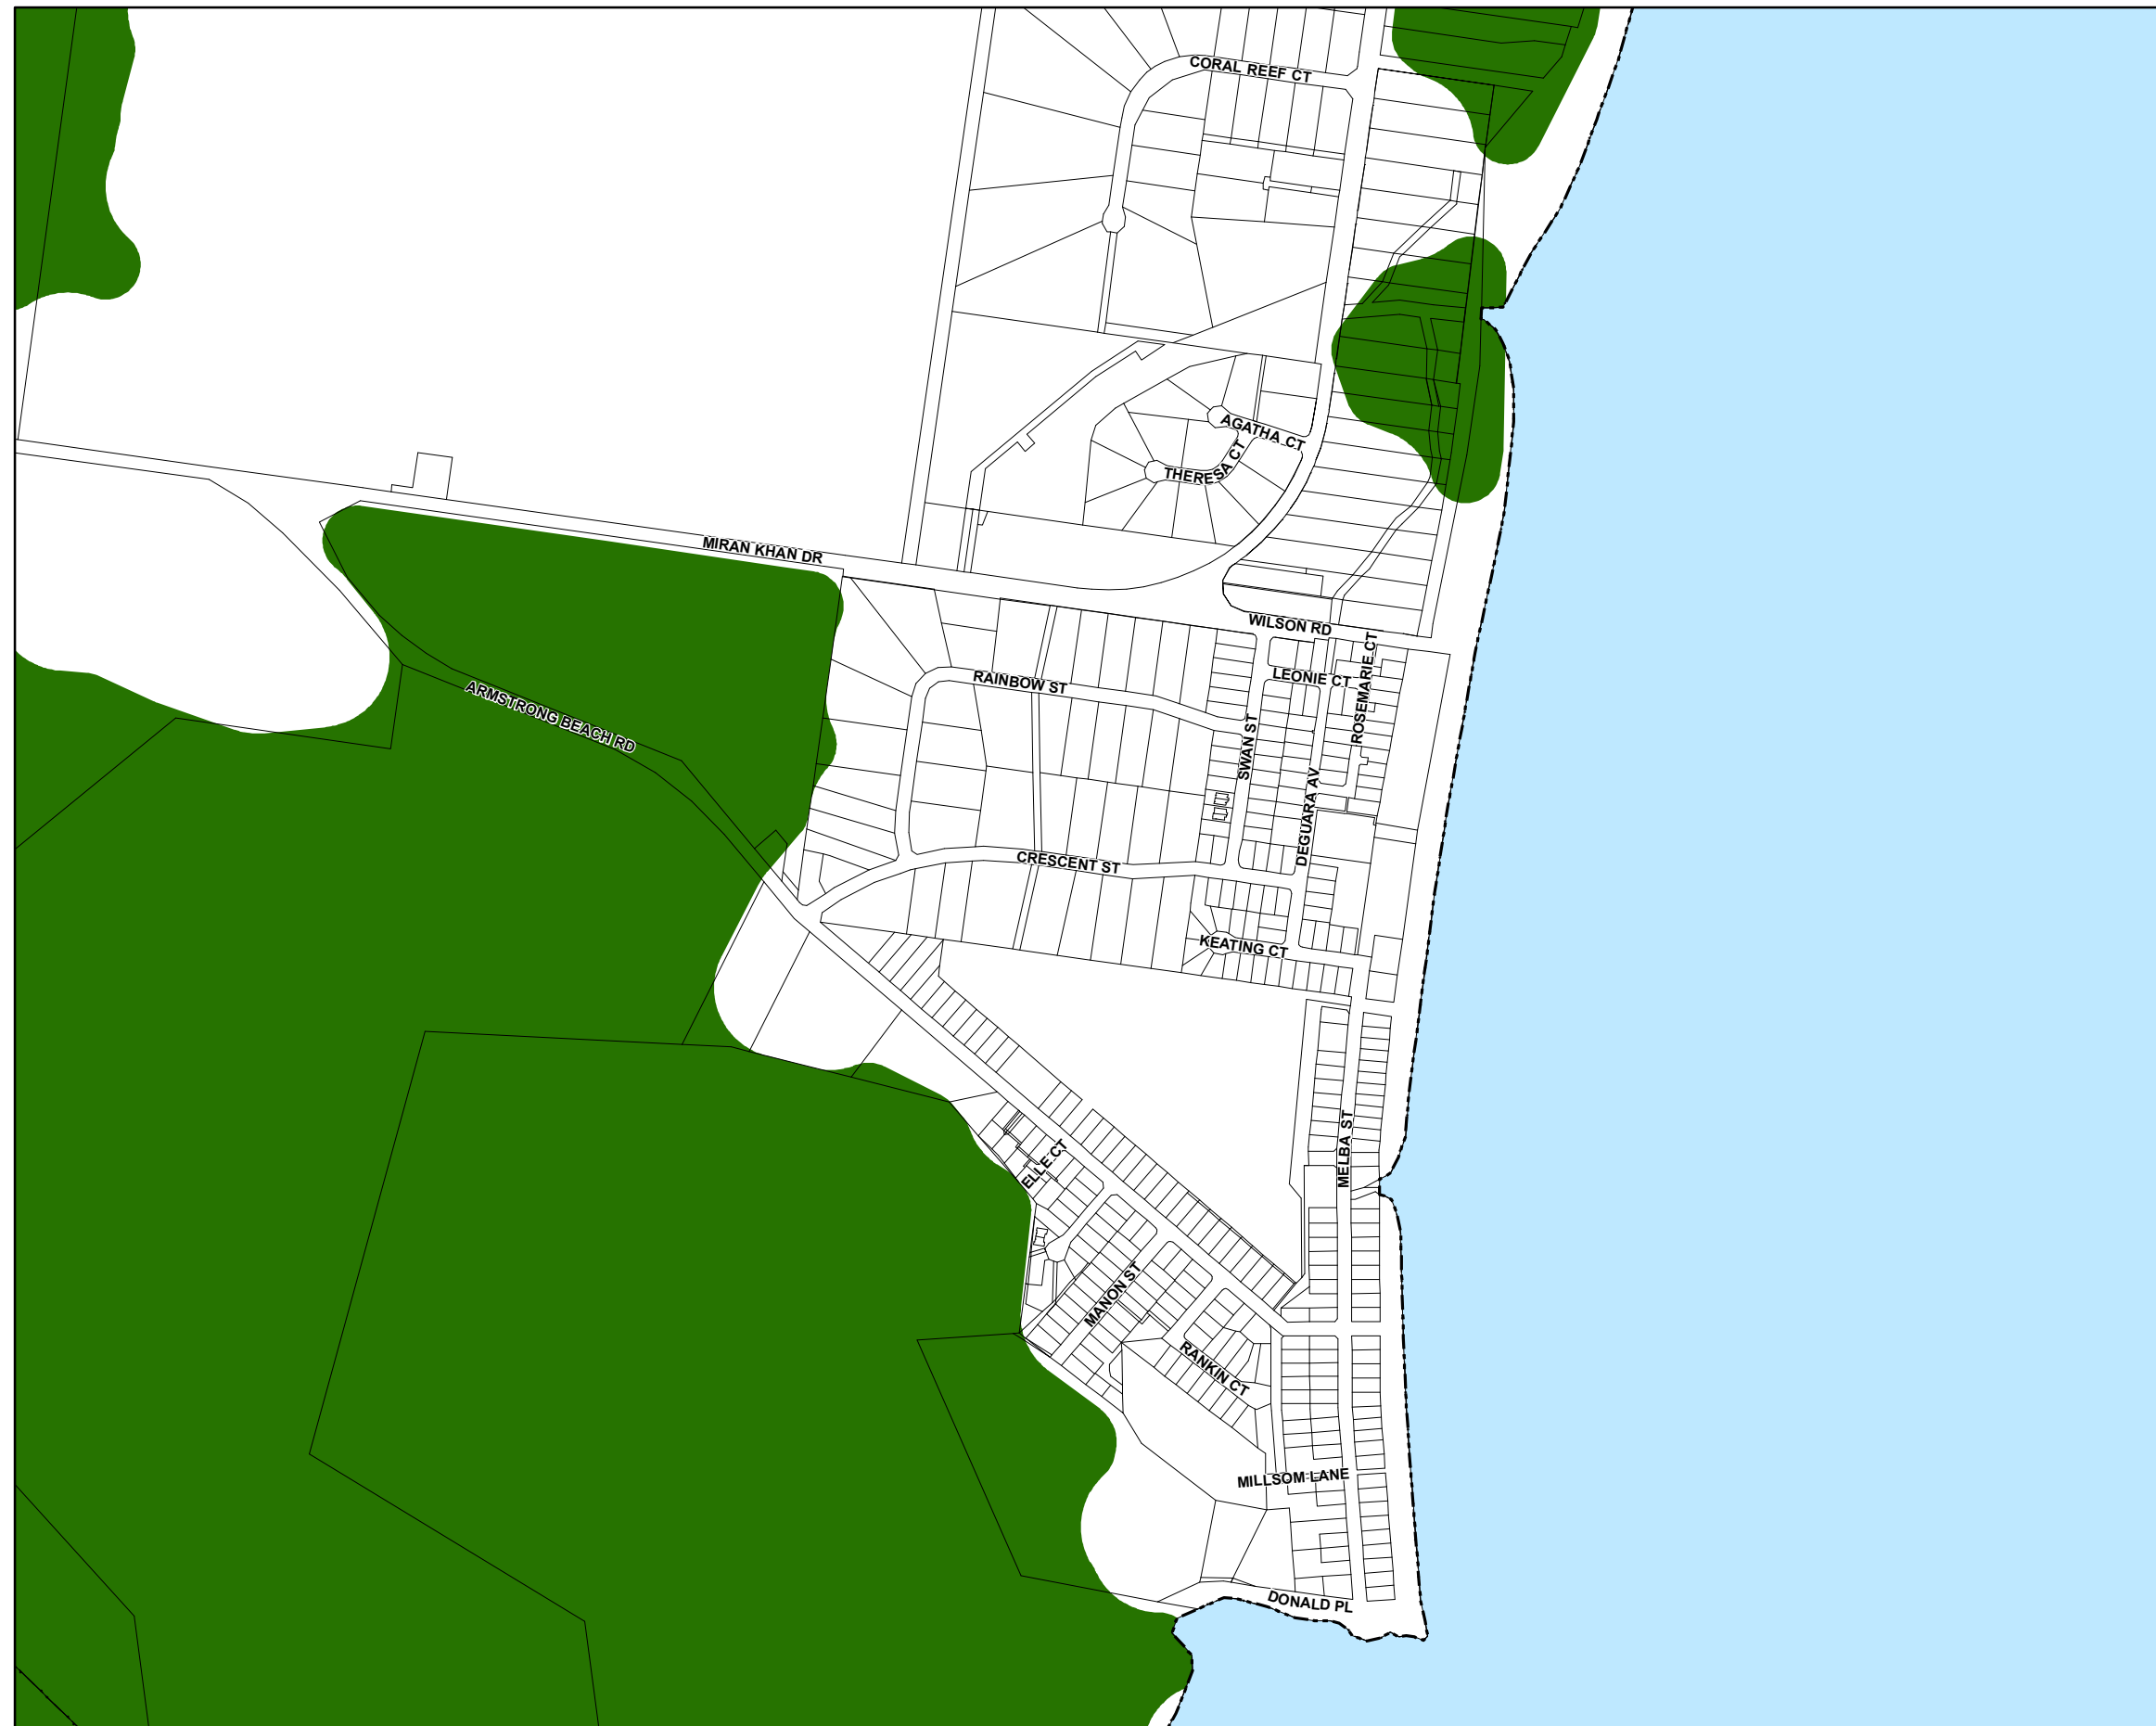 CORAL REEF CT
AGATHA CT
THERESA CT
MIRAN KHAN DR
WILSON RD
ROSEMARIE CT
LEONIE CT
RAINBOW ST
ARMSTRONG BEACH RD
SWAN ST
DEGUARA AV
CRESCENT ST
KEATING CT
MELBA ST
ELLE CT
MANON ST
RANKIN CT
MILLSOM LANE
DONALD PL